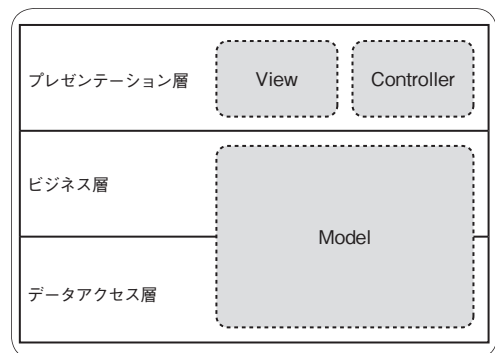 プレゼンテーション層
View
Controller
ビジネス層
Model
データアクセス層